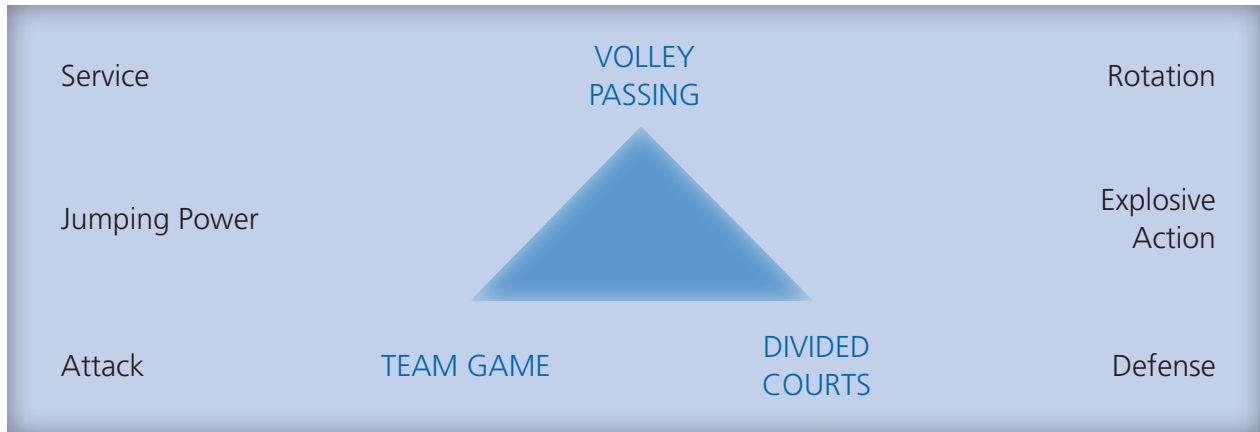 Service
VOLLEY
PASSING
Rotation
Jumping Power
Explosive
Action
Attack
TEAM GAME
DIVIDED
COURTS
Defense